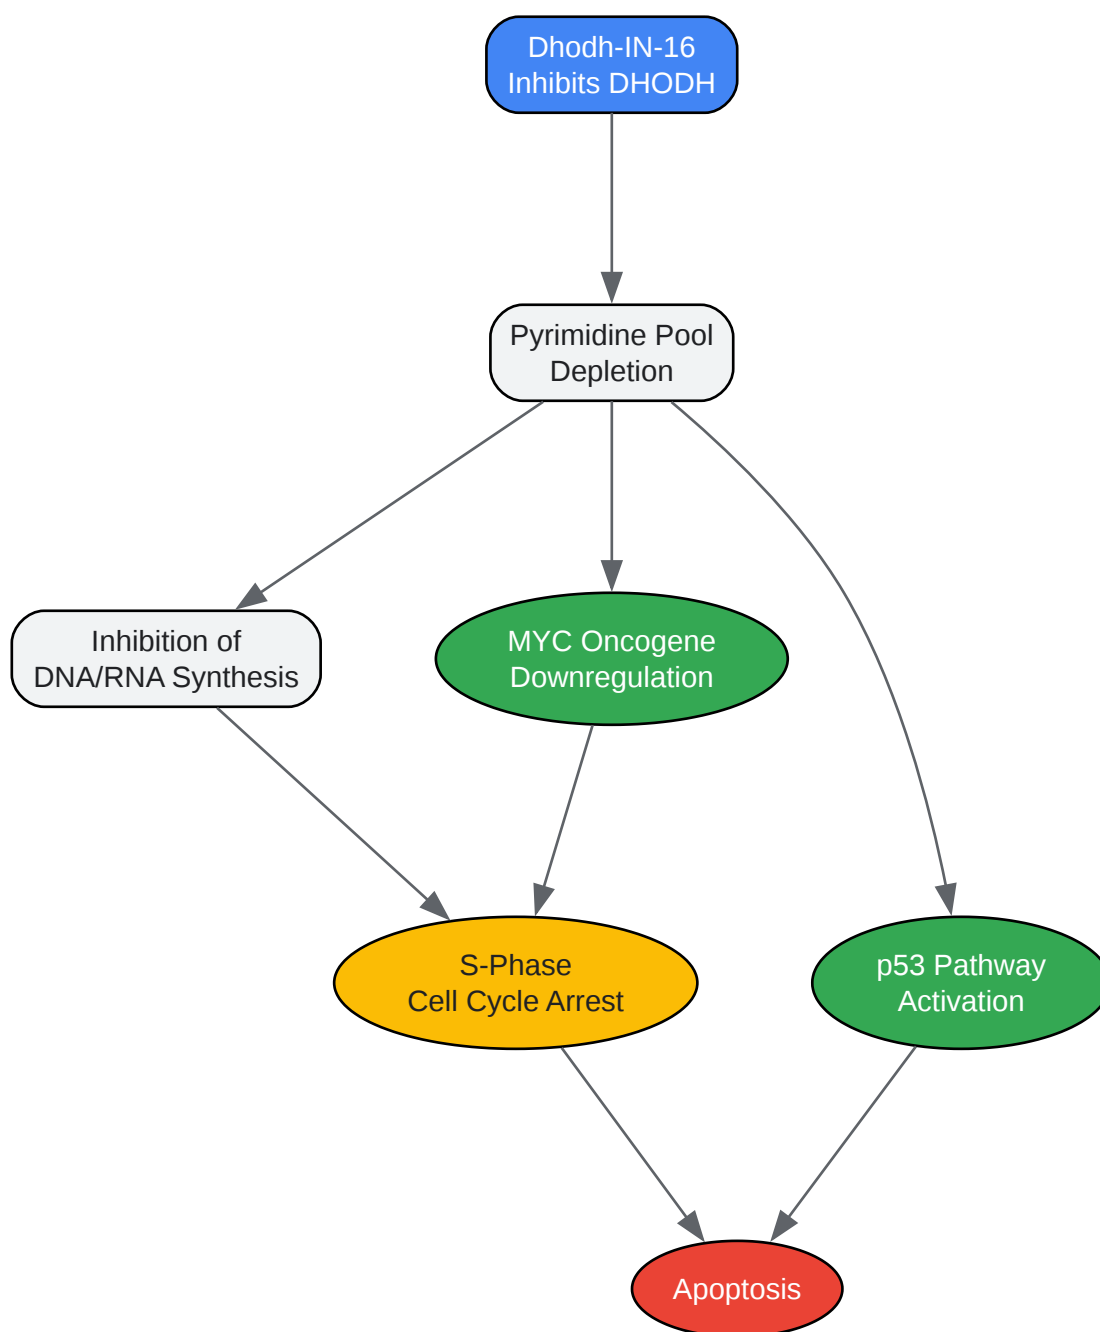 Dhodh-IN-16
Inhibits DHODH
Pyrimidine Pool
Depletion
Inhibition of
DNA/RNA Synthesis
MYC Oncogene
Downregulation
S-Phase
Cell Cycle Arrest
p53 Pathway
Activation
Apoptosis